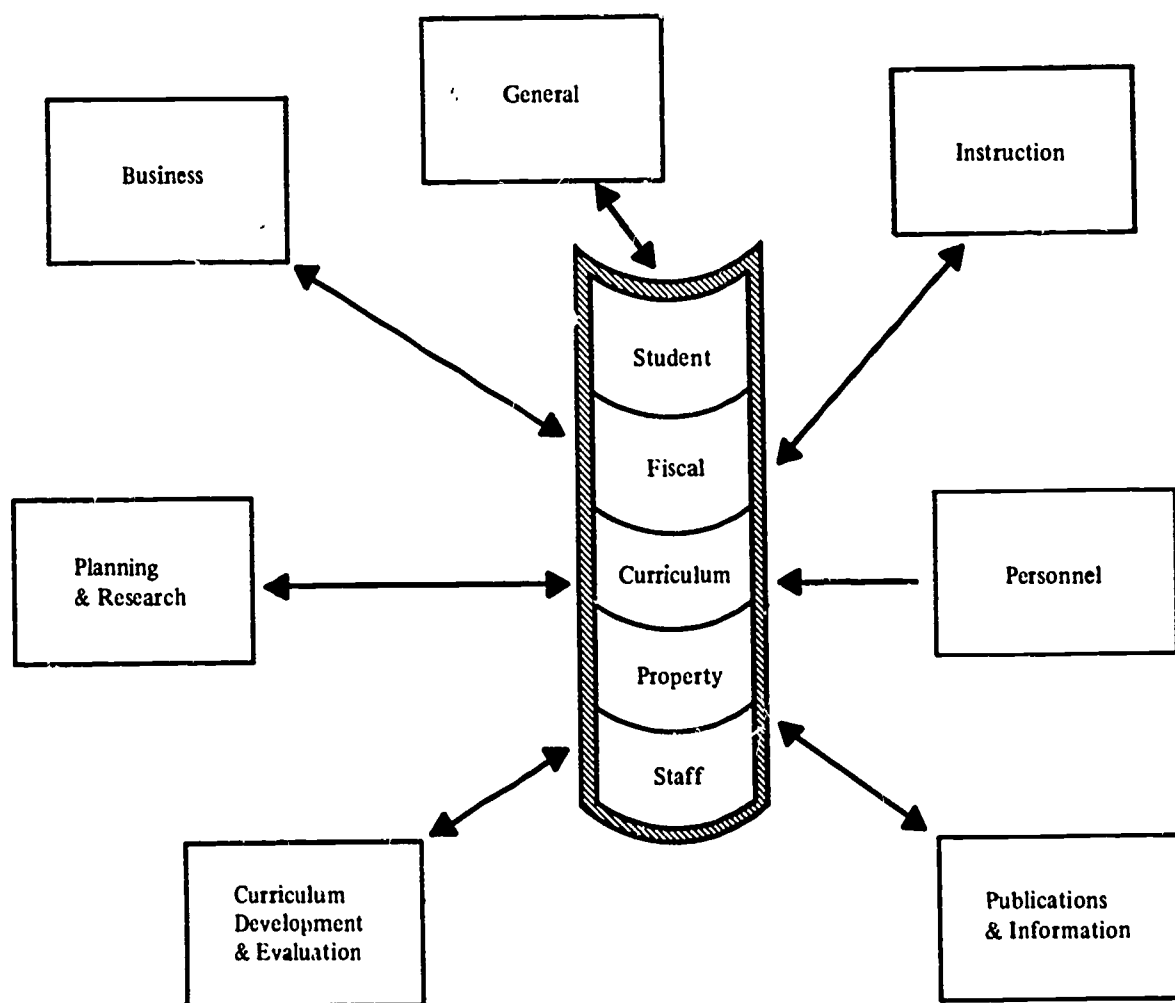 General
Business
Instruction
Student
Fiscal
Curriculum
Property
Staff
Planning
& Research
Personnel
Curriculum
Development
& Evaluation
Publications
& Information